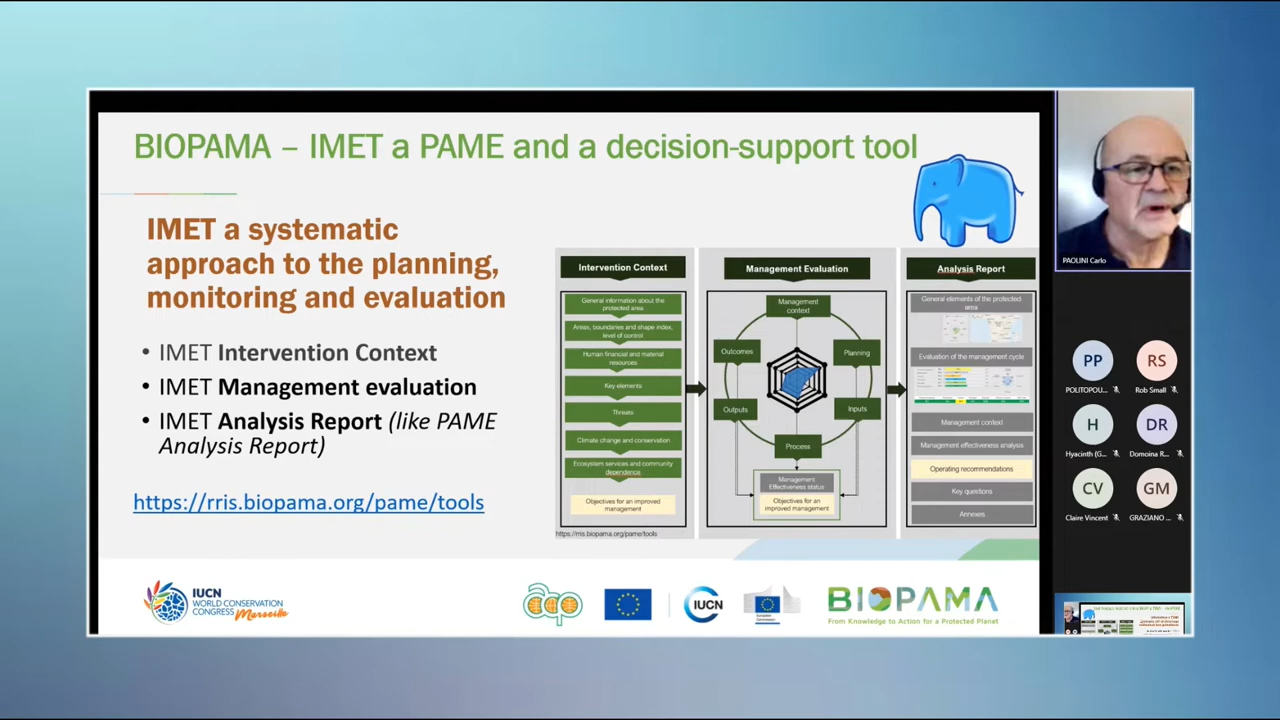 BIOPAMA – IMET a PAME and a decision-support tool
IMET a systematic
approach to the planning,
monitoring and evaluation
• IMET Intervention Context
• IMET Management evaluation
• IMET Analysis Report (like PAME
Analysis Report)
https://rris.biopama.org/pame/tools
Intervention Context
General information about the
protected area
Areas, boundaries and shape index,
level of control
Human financial and material
resources
Key elements
Threats
Climate change and conservation
Ecosystem services and community
dependence
Objectives for an improved
management
https://rris.biopama.org/pame/tools
Management Evaluation
Management
context
Outcomes
Planning
Outputs
Inputs
Process
Management
Effectiveness status
Objectives for an
improved management
Analysis Report
General elements of the protected
area
Evaluation of the management cycle
Management context
Management effectiveness analysis
Operating recommendations
Key questions
Annexes
IUCN
WORLD CONSERVATION
CONGRESS
Marseille
acp
IUCN
European
Commission
BIOPAMA
From Knowledge to Action for a Protected Planet
PAOLINI Carlo
PP
POLITOPOU...
RS
Rob Small
H
Hyacinth (G...
DR
Domoina R...
CV
Claire Vincent
GM
GRAZIANO ...